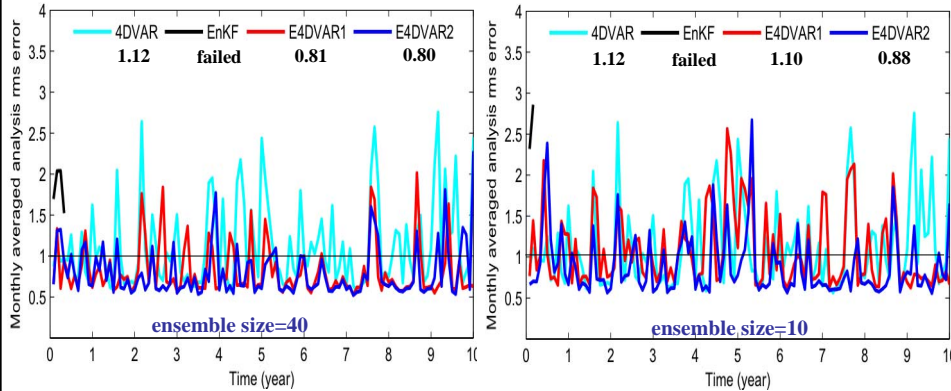 4DVAR EnKF E4DVAR1 E4DVAR2
1.12 failed 0.81 0.80
Monthly averaged analysis rms error
4
3.5
3
2.5
2
1.5
1
0.5
ensemble size=40
0 1 2 3 4 5 6 7 8 9 10
Time (year)
4DVAR EnKF E4DVAR1 E4DVAR2
1.12 failed 1.10 0.88
Monthly averaged analysis rms error
4
3.5
3
2.5
2
1.5
1
0.5
ensemble size=10
0 1 2 3 4 5 6 7 8 9 10
Time (year)